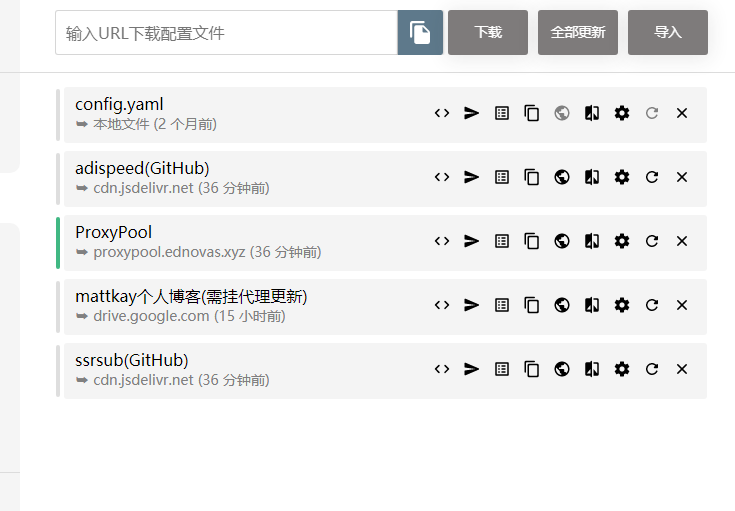 输入URL下载配置文件
下载
全部更新
导入
config.yaml
本地文件 (2 个月前)
adispeed(GitHub)
cdn.jsdelivr.net (36 分钟前)
ProxyPool
proxypool.ednovas.xyz (36 分钟前)
mattkay个人博客(需挂代理更新)
drive.google.com (15 小时前)
ssrsub(GitHub)
cdn.jsdelivr.net (36 分钟前)